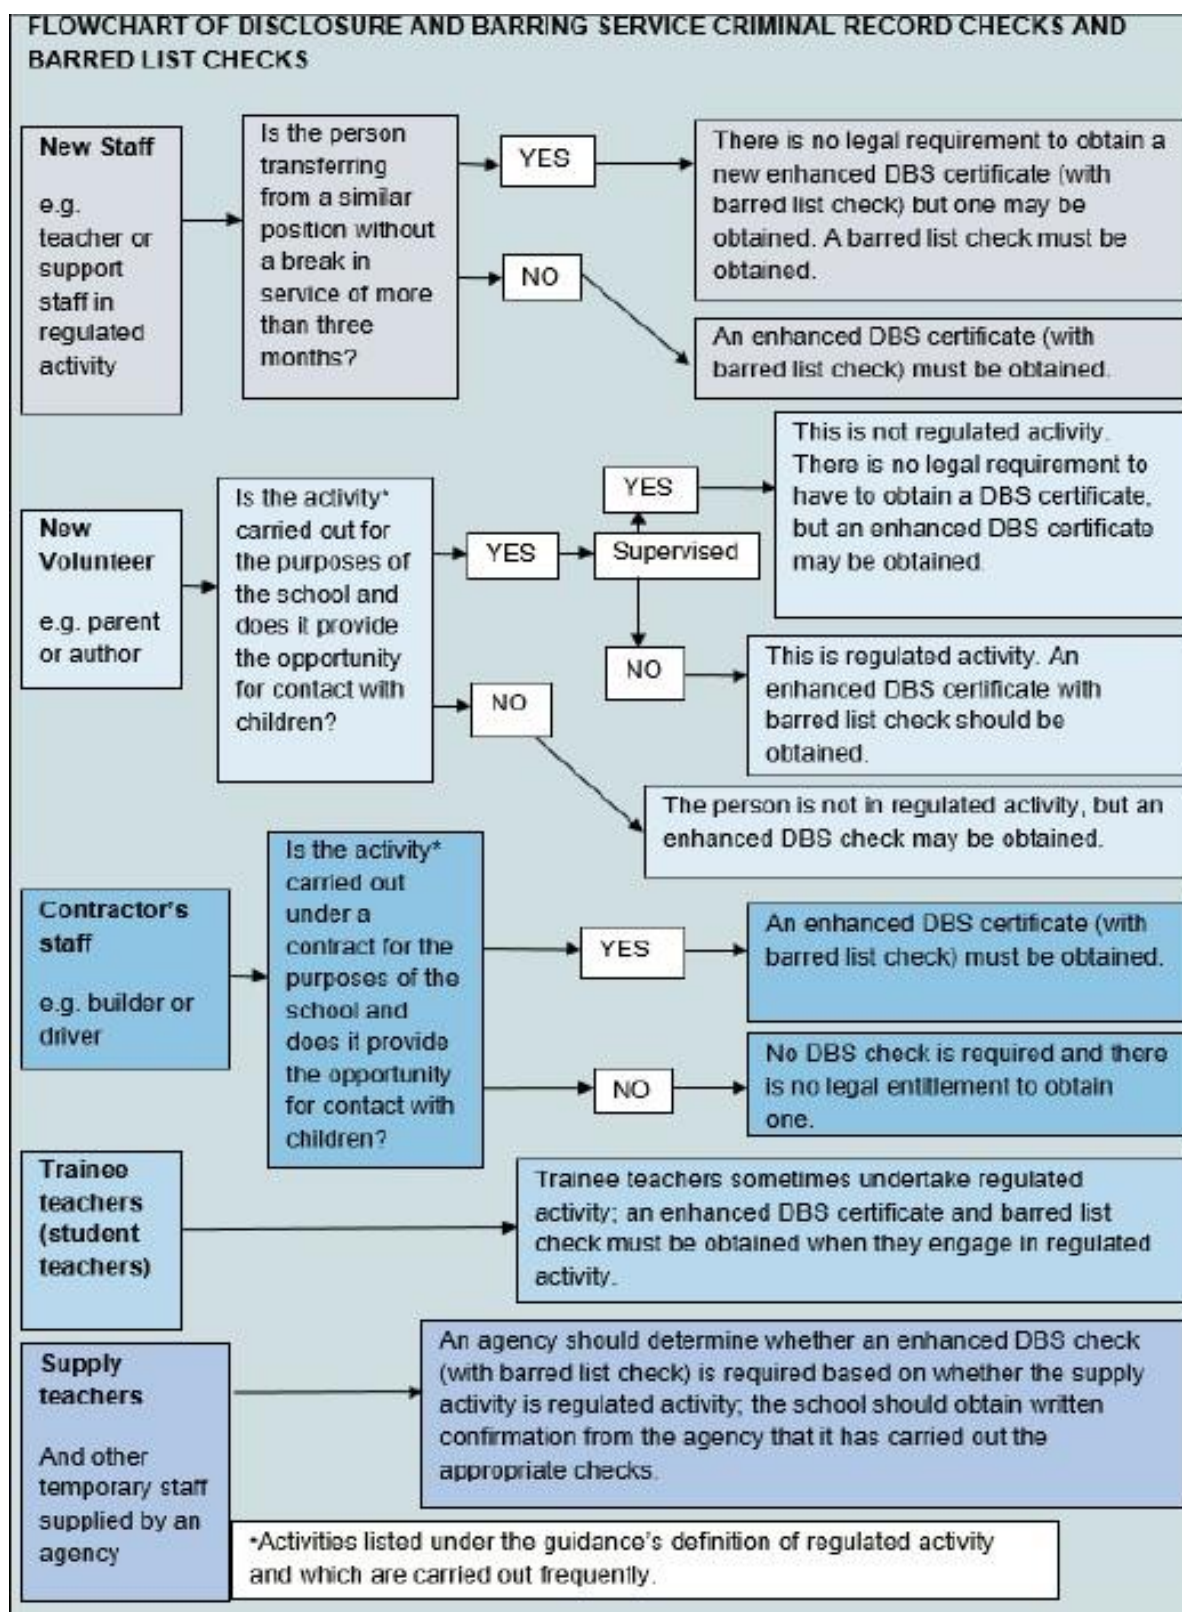 FLOWCHART OF DISCLOSURE AND BARRING SERVICE CRIMINAL RECORD CHECKS AND
BARRED LIST CHECKS
New Staff
e.g.
teacher or
support
staff in
regulated
activity
Is the person
transferring
from a similar
position without
a break in
service of more
than three
months?
YES
There is no legal requirement to obtain a
new enhanced DBS certificate (with
barred list check) but one may be
obtained. A barred list check must be
obtained.
NO
An enhanced DBS certificate (with
barred list check) must be obtained.
New
Volunteer
e.g. parent
or author
Is the activity*
carried out for
the purposes of
the school and
does it provide
the opportunity
for contact with
children?
YES
Supervised
YES
This is not regulated activity.
There is no legal requirement to
have to obtain a DBS certificate,
but an enhanced DBS certificate
may be obtained.
NO
This is regulated activity. An
enhanced DBS certificate with
barred list check should be
obtained.
NO
The person is not in regulated activity, but an
enhanced DBS check may be obtained.
Contractor's
staff
e.g. builder or
driver
Is the activity*
carried out
under a
contract for the
purposes of the
school and
does it provide
the opportunity
for contact with
children?
YES
An enhanced DBS certificate (with
barred list check) must be obtained.
NO
No DBS check is required and there
is no legal entitlement to obtain
one.
Trainee
teachers
(student
teachers)
Trainee teachers sometimes undertake regulated
activity; an enhanced DBS certificate and barred list
check must be obtained when they engage in regulated
activity.
Supply
teachers
And other
temporary staff
supplied by an
agency
An agency should determine whether an enhanced DBS check
(with barred list check) is required based on whether the supply
activity is regulated activity; the school should obtain written
confirmation from the agency that it has carried out the
appropriate checks.
*Activities listed under the guidance's definition of regulated activity
and which are carried out frequently.